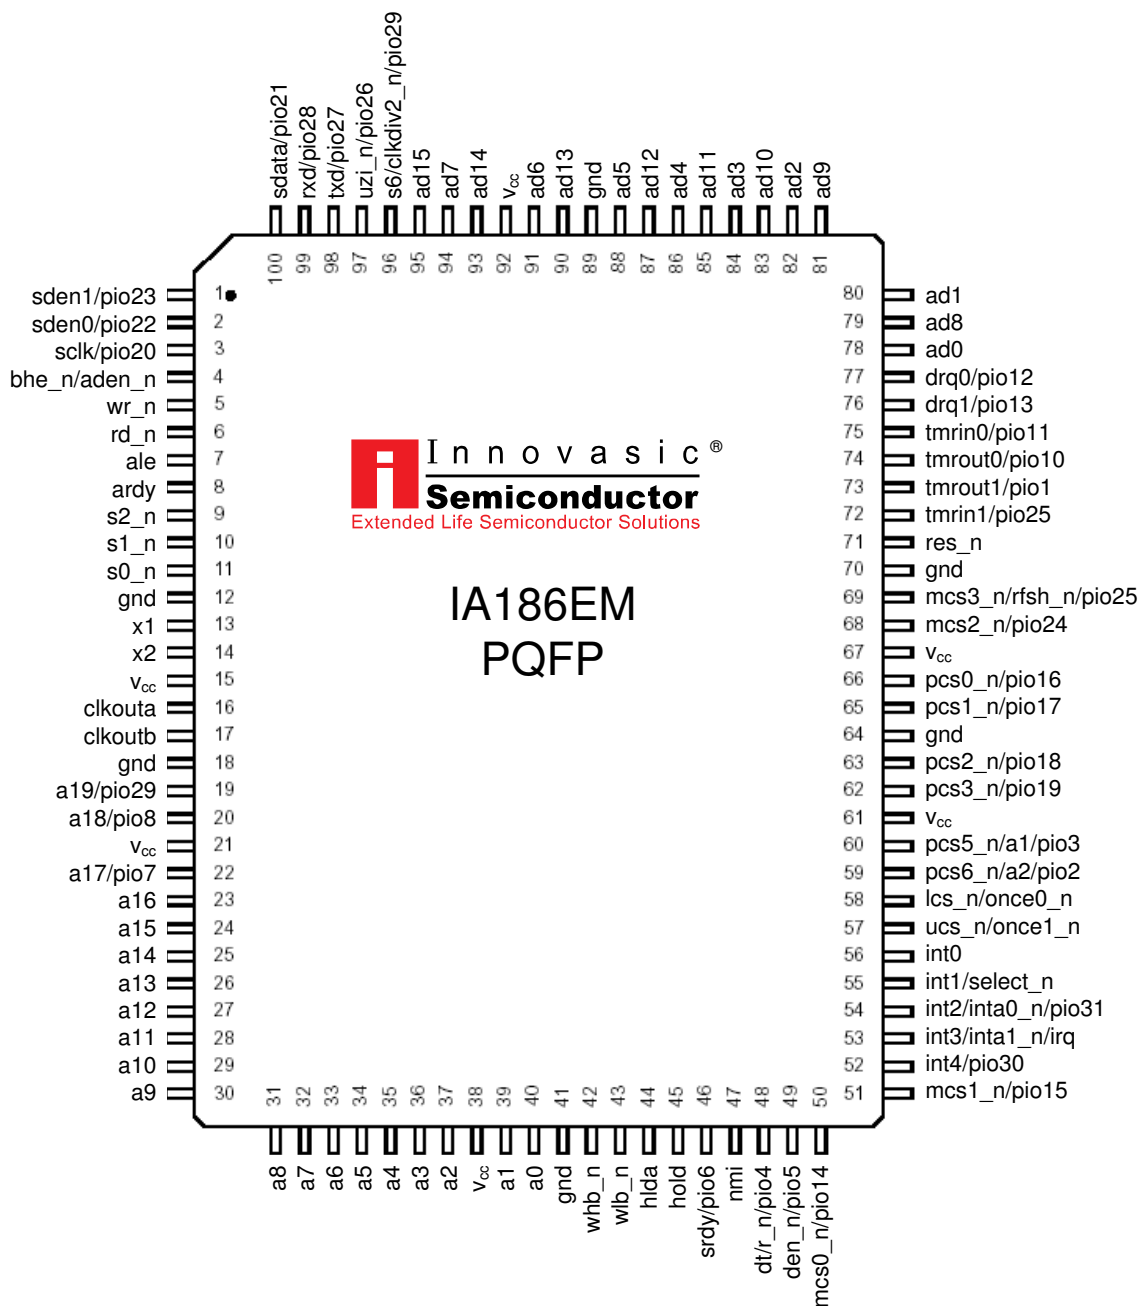 sdata/pio21
rxd/pio28
txd/pio27
uzi_n/pio26
s6/clkdiv2_n/pio29
ad15
ad7
ad14
vcc
ad6
ad13
gnd
ad5
ad12
ad4
ad11
ad3
ad10
ad2
ad9
100 99 98 97 96 95 94 93 92 91 90 89 88 87 86 85 84 83 82 81
sden1/pio23 1 80 ad1
sden0/pio22 2 79 ad8
sclk/pio20 3 78 ad0
bhe_n/aden_n 4 77 drq0/pio12
wr_n 5 76 drq1/pio13
rd_n 6 75 tmrin0/pio11
ale 7 74 tmrout0/pio10
ardy 8 73 tmrout1/pio1
s2_n 9 72 tmrin1/pio25
s1_n 10 71 res_n
s0_n 11 70 gnd
gnd 12 69 mcs3_n/rfsh_n/pio25
x1 13 68 mcs2_n/pio24
x2 14 67 vcc
vcc 15 66 pcs0_n/pio16
clkouta 16 65 pcs1_n/pio17
clkoutb 17 64 gnd
gnd 18 63 pcs2_n/pio18
a19/pio29 19 62 pcs3_n/pio19
a18/pio8 20 61 vcc
vcc 21 60 pcs5_n/a1/pio3
a17/pio7 22 59 pcs6_n/a2/pio2
a16 23 58 lcs_n/once0_n
a15 24 57 ucs_n/once1_n
a14 25 56 int0
a13 26 55 int1/select_n
a12 27 54 int2/inta0_n/pio31
a11 28 53 int3/inta1_n/irq
a10 29 52 int4/pio30
a9 30 51 mcs1_n/pio15
i Innovasic ®
Semiconductor
Extended Life Semiconductor Solutions
IA186EM
PQFP
31 32 33 34 35 36 37 38 39 40 41 42 43 44 45 46 47 48 49 50
a8
a7
a6
a5
a4
a3
a2
vcc
a1
a0
gnd
whb_n
wlb_n
hlda
hold
srdy/pio6
nmi
dt/r_n/pio4
den_n/pio5
mcs0_n/pio14